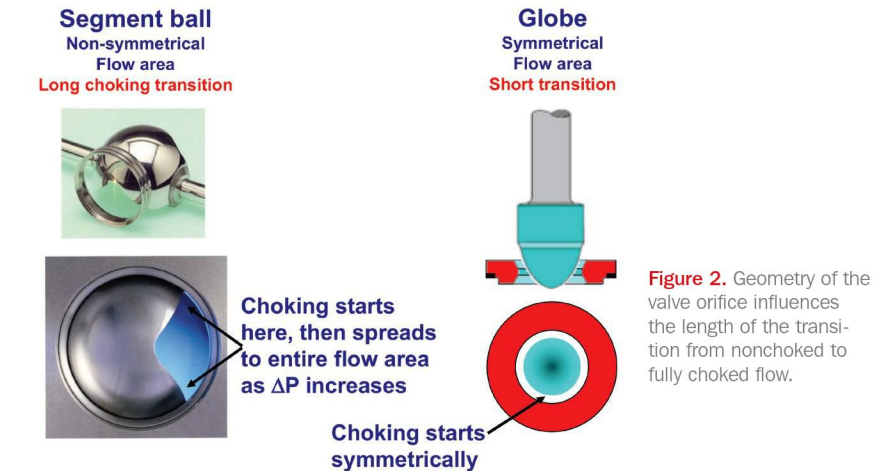 Segment ball
Non-symmetrical
Flow area
Long choking transition
Globe
Symmetrical
Flow area
Short transition
Choking starts
here, then spreads
to entire flow area
as ΔP increases
Choking starts
symmetrically
Figure 2. Geometry of the
valve orifice influences
the length of the transi-
tion from nonchoked to
fully choked flow.